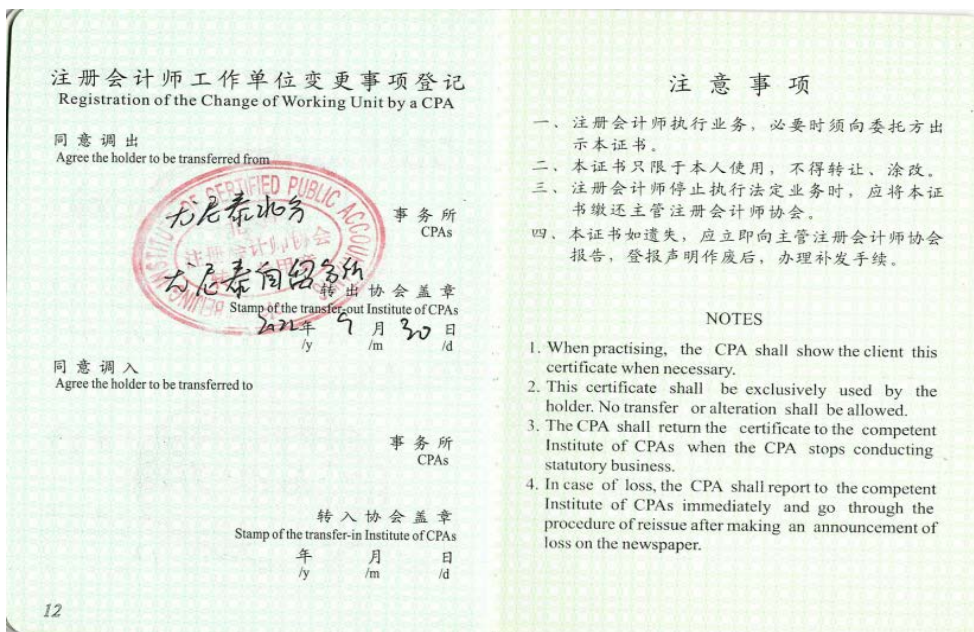 注册会计师工作单位变更事项登记
Registration of the Change of Working Unit by a CPA
同意调出
Agree the holder to be transferred from
事务所
CPAs
转出协会盖章
Stamp of the transfer-out Institute of CPAs
2022年 9月 30日
/y /m /d
同意调入
Agree the holder to be transferred to
事务所
CPAs
转入协会盖章
Stamp of the transfer-in Institute of CPAs
年 月 日
/y /m /d
12
注意事项
一、注册会计师执行业务，必要时须向委托方出
示本证书。
二、本证书只限于本人使用，不得转让、涂改。
三、注册会计师停止执行法定业务时，应将本证
书缴还主管注册会计师协会。
四、本证书如遗失，应立即向主管注册会计师协会
报告，登报声明作废后，办理补发手续。
NOTES
1. When practising, the CPA shall show the client this
certificate when necessary.
2. This certificate shall be exclusively used by the
holder. No transfer or alteration shall be allowed.
3. The CPA shall return the certificate to the competent
Institute of CPAs when the CPA stops conducting
statutory business.
4. In case of loss, the CPA shall report to the competent
Institute of CPAs immediately and go through the
procedure of reissue after making an announcement of
loss on the newspaper.